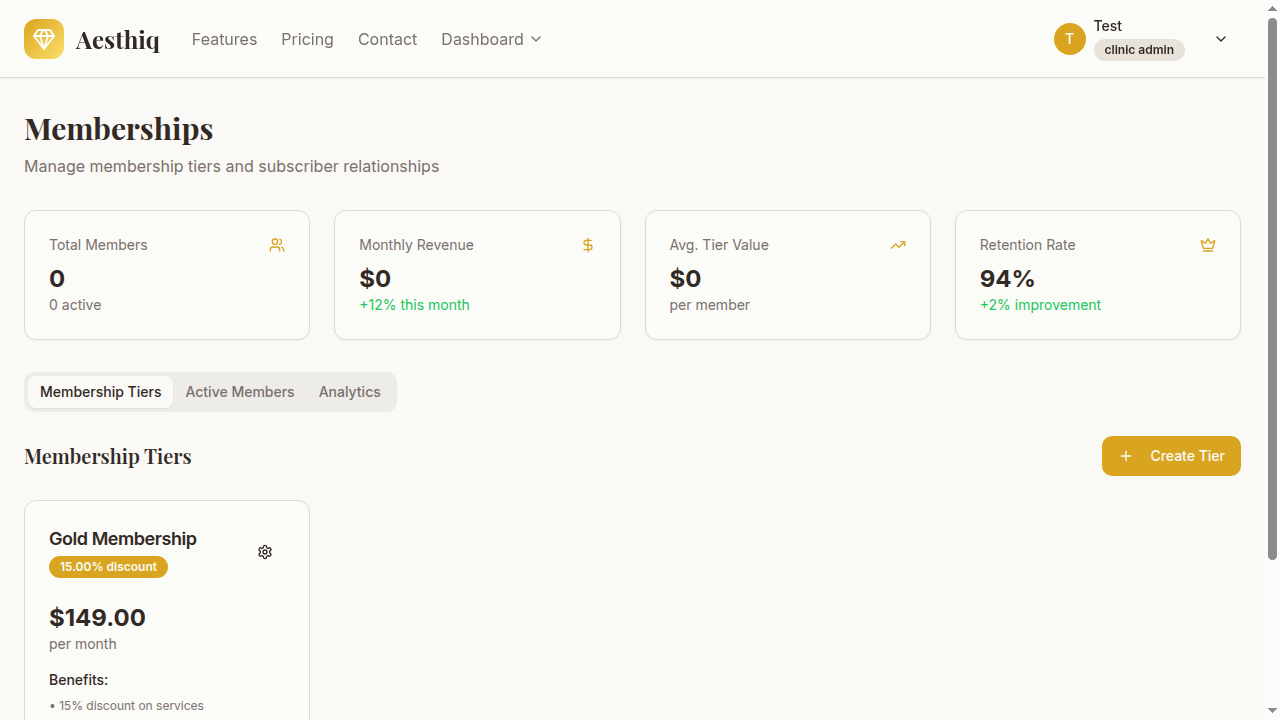 Aesthiq
Features
Pricing
Contact
Dashboard
T
Test
clinic admin
Memberships
Manage membership tiers and subscriber relationships
Total Members
0
0 active
Monthly Revenue
$0
+12% this month
Avg. Tier Value
$0
per member
Retention Rate
94%
+2% improvement
Membership Tiers
Active Members
Analytics
Membership Tiers
Create Tier
Gold Membership
15.00% discount
$149.00
per month
Benefits:
• 15% discount on services